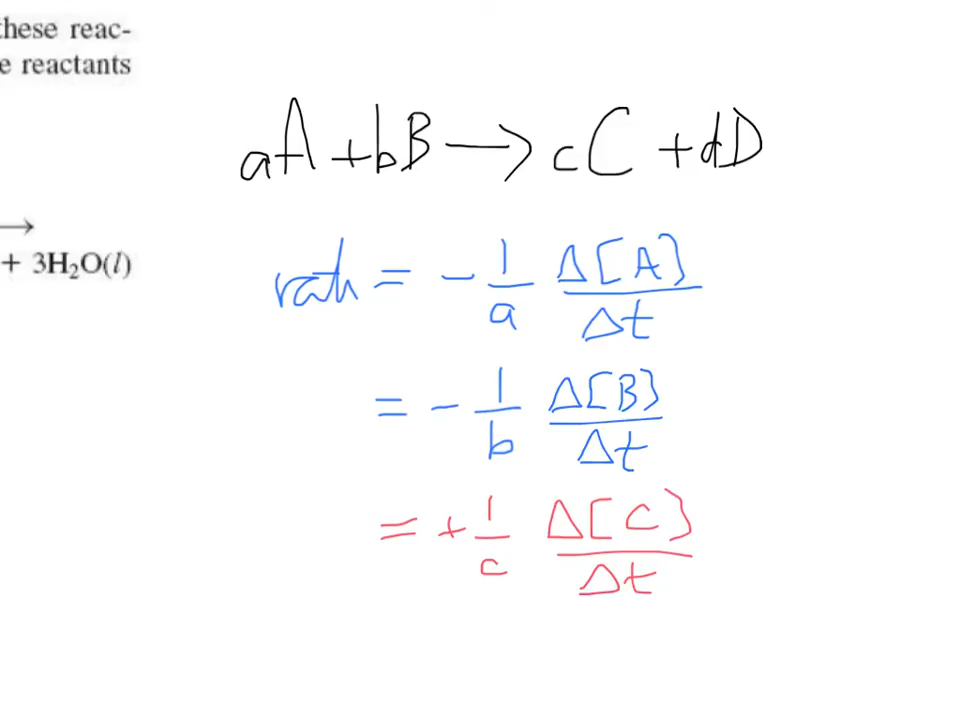 these reac-
e reactants
aA + bB → cC + dD
→
+ 3H₂O(l)
rate = - 1/a Δ[A]/Δt
= - 1/b Δ[B]/Δt
= + 1/c Δ[C]/Δt